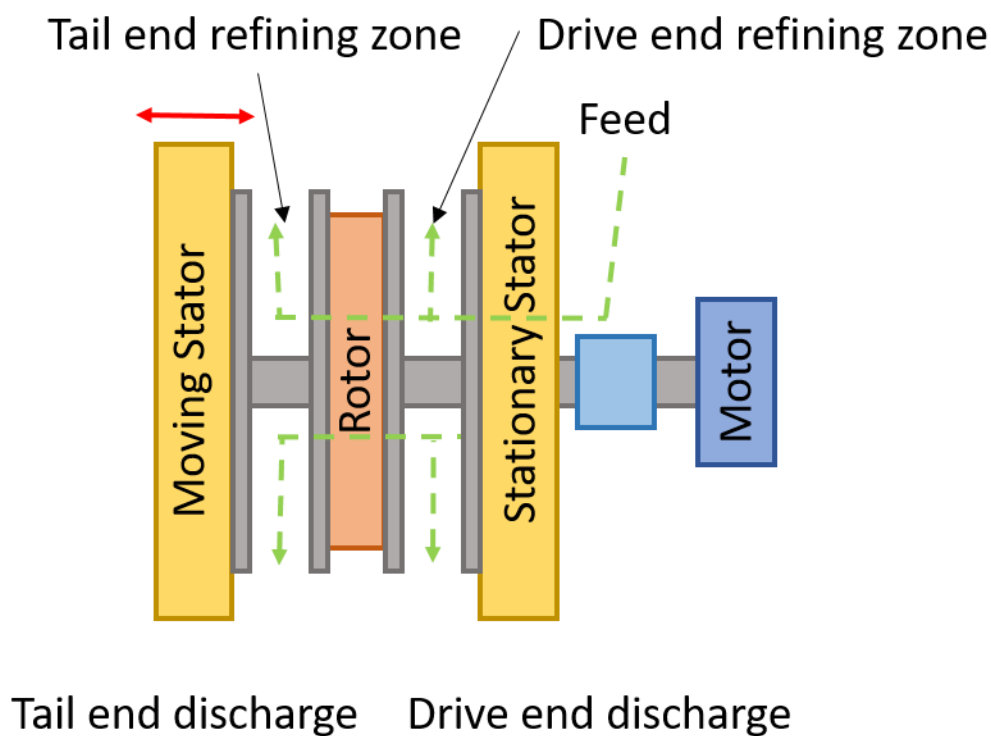 Tail end refining zone
Drive end refining zone
Feed
Moving Stator
Rotor
Stationary Stator
Motor
Tail end discharge
Drive end discharge